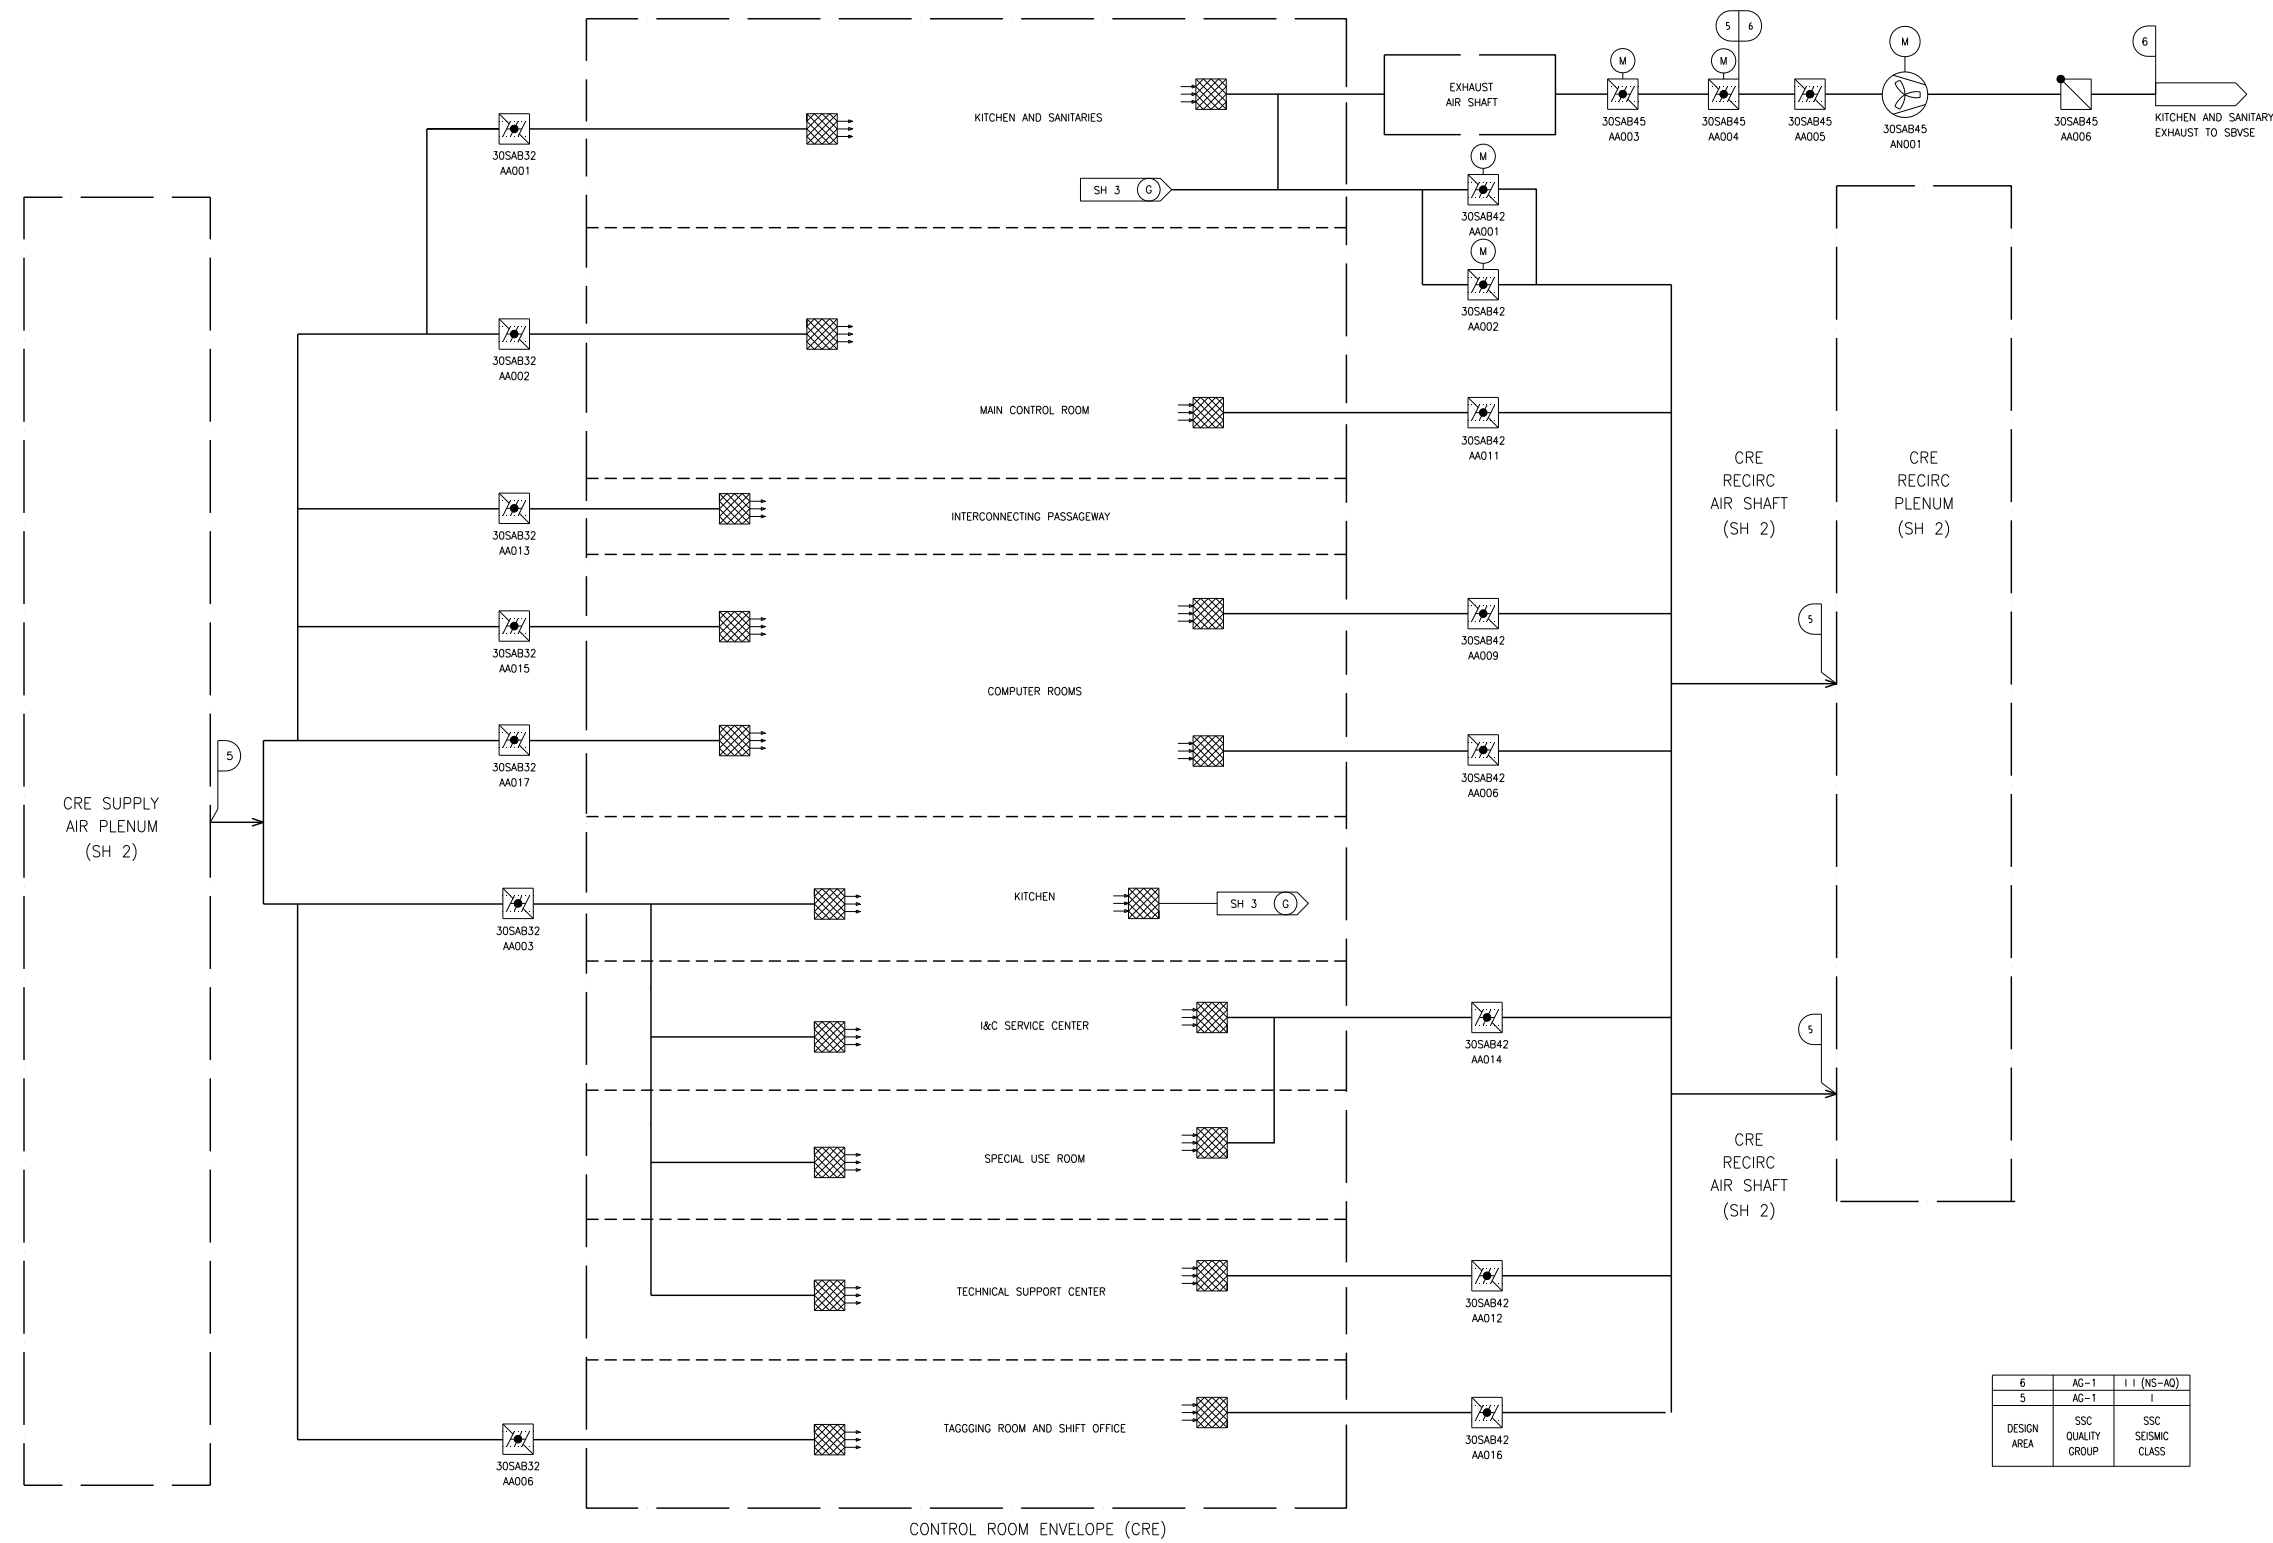 5 6
M
M
M
6
EXHAUST
AIR SHAFT
KITCHEN AND SANITARIES
30SAB45
AA003
30SAB45
AA004
30SAB45
AA005
30SAB45
AN001
30SAB45
AA006
KITCHEN AND SANITARY
EXHAUST TO SBVSE
30SAB32
AA001
M
SH 3 G
30SAB42
AA001
M
30SAB42
AA002
30SAB32
AA002
MAIN CONTROL ROOM
30SAB42
AA011
CRE
RECIRC
AIR SHAFT
(SH 2)
CRE
RECIRC
PLENUM
(SH 2)
INTERCONNECTING PASSAGEWAY
30SAB32
AA013
30SAB32
AA015
30SAB42
AA009
5
COMPUTER ROOMS
30SAB32
AA017
30SAB42
AA006
5
CRE SUPPLY
AIR PLENUM
(SH 2)
KITCHEN
SH 3 G
30SAB32
AA003
I&C SERVICE CENTER
30SAB42
AA014
5
SPECIAL USE ROOM
CRE
RECIRC
AIR SHAFT
(SH 2)
TECHNICAL SUPPORT CENTER
30SAB42
AA012
TAGGGING ROOM AND SHIFT OFFICE
30SAB42
AA016
30SAB32
AA006
6 AG-1 II (NS-AQ)
5 AG-1 I
DESIGN
AREA
SSC
QUALITY
GROUP
SSC
SEISMIC
CLASS
CONTROL ROOM ENVELOPE (CRE)